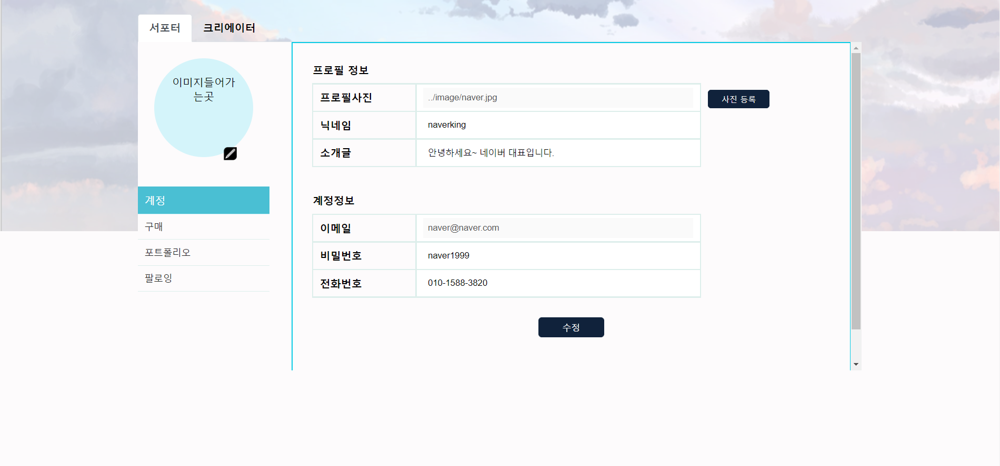 서포터 크리에이터
이미지들어가
는곳
계정
구매
포트폴리오
팔로잉
프로필 정보
프로필사진 ../image/naver.jpg 사진 등록
닉네임 naverking
소개글 안녕하세요~ 네이버 대표입니다.
계정정보
이메일 naver@naver.com
비밀번호 naver1999
전화번호 010-1588-3820
수정